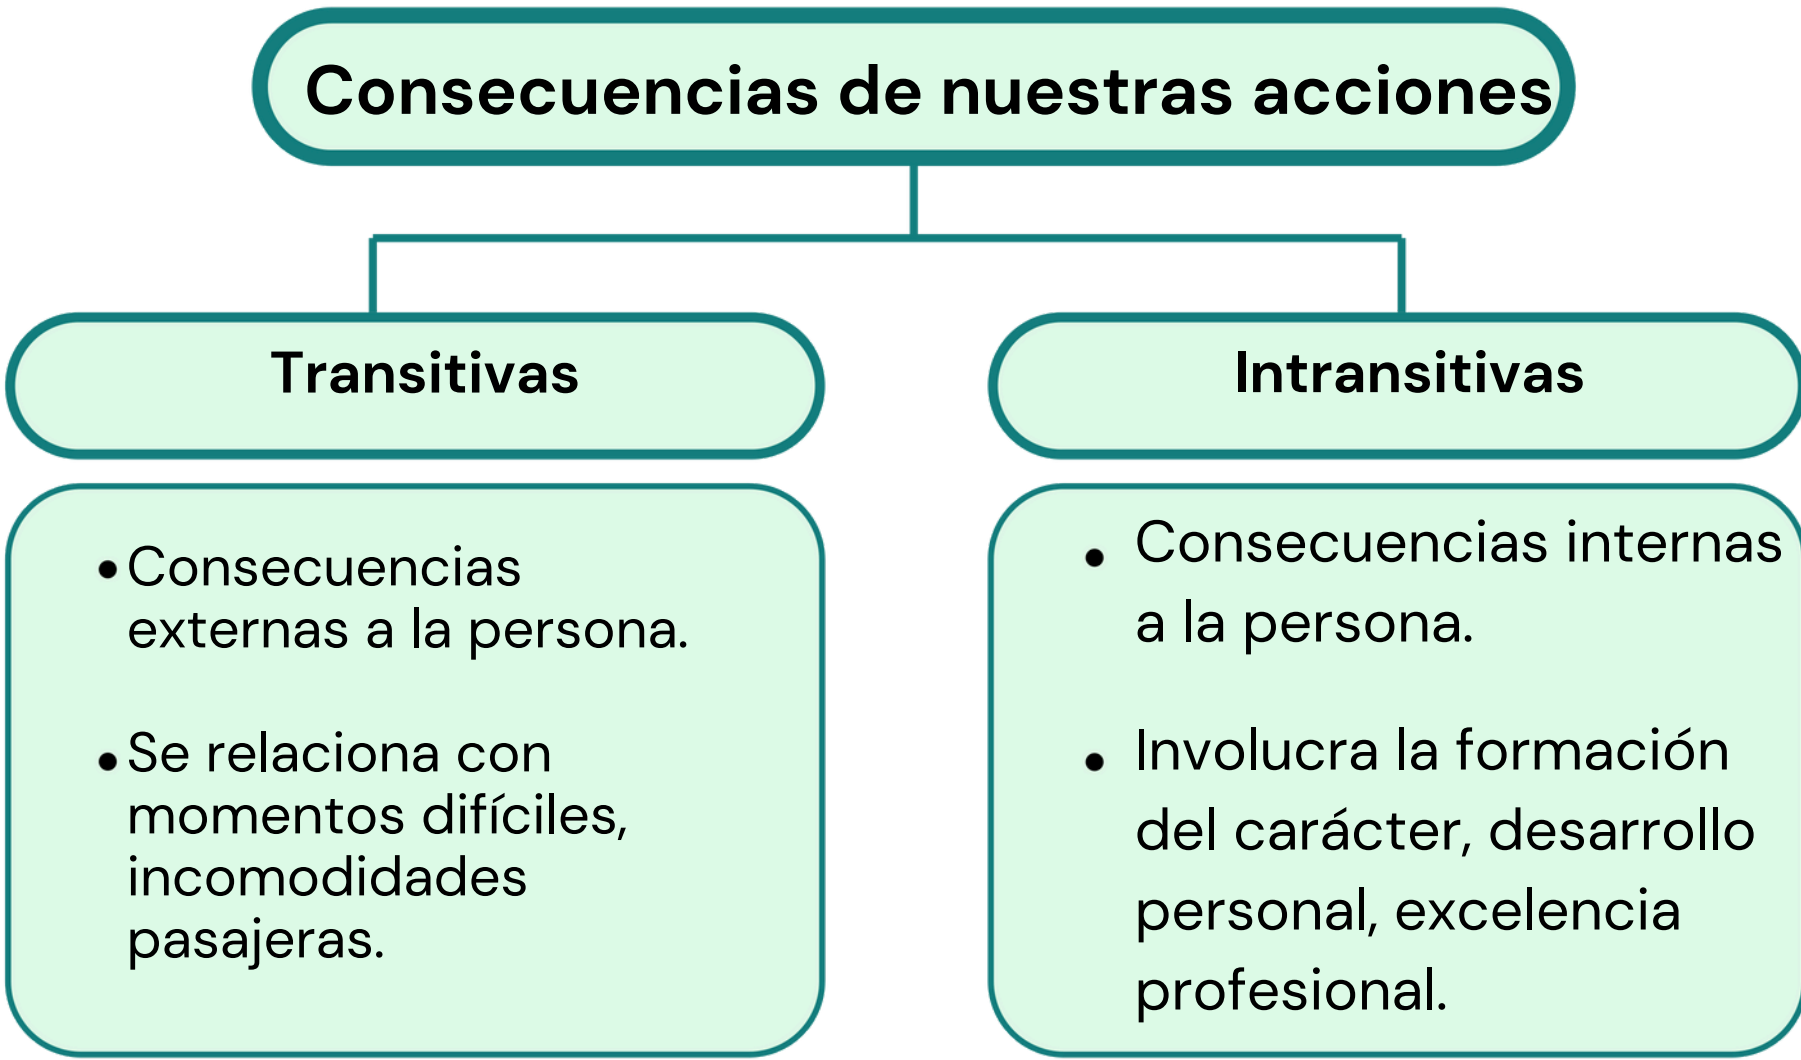 Consecuencias de nuestras acciones
Transitivas
• Consecuencias
externas a la persona.
• Se relaciona con
momentos difíciles,
incomodidades
pasajeras.
Intransitivas
• Consecuencias internas
a la persona.
• Involucra la formación
del carácter, desarrollo
personal, excelencia
profesional.